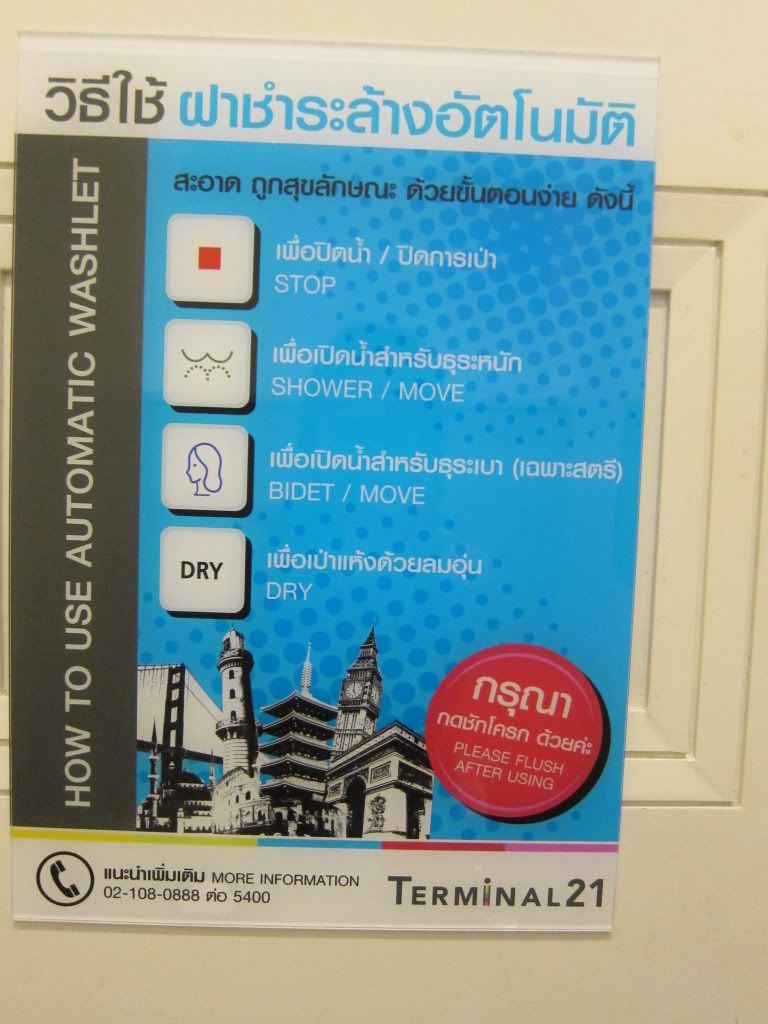 วิธีใช้ ฝาชำระล้างอัตโนมัติ
HOW TO USE AUTOMATIC WASHLET
สะอาด ถูกสุขลักษณะ ด้วยขั้นตอนง่าย ดังนี้
เพื่อปิดน้ำ / ปิดการเป่า
STOP
เพื่อเปิดน้ำสำหรับธุระหนัก
SHOWER / MOVE
เพื่อเปิดน้ำสำหรับธุระเบา (เฉพาะสตรี)
BIDET / MOVE
DRY
เพื่อเป่าแห้งด้วยลมอุ่น
DRY
กรุณา
กดชักโครก ด้วยค่ะ
PLEASE FLUSH
AFTER USING
แนะนำเพิ่มเติม MORE INFORMATION
02-108-0888 ต่อ 5400
TERMINAL 21